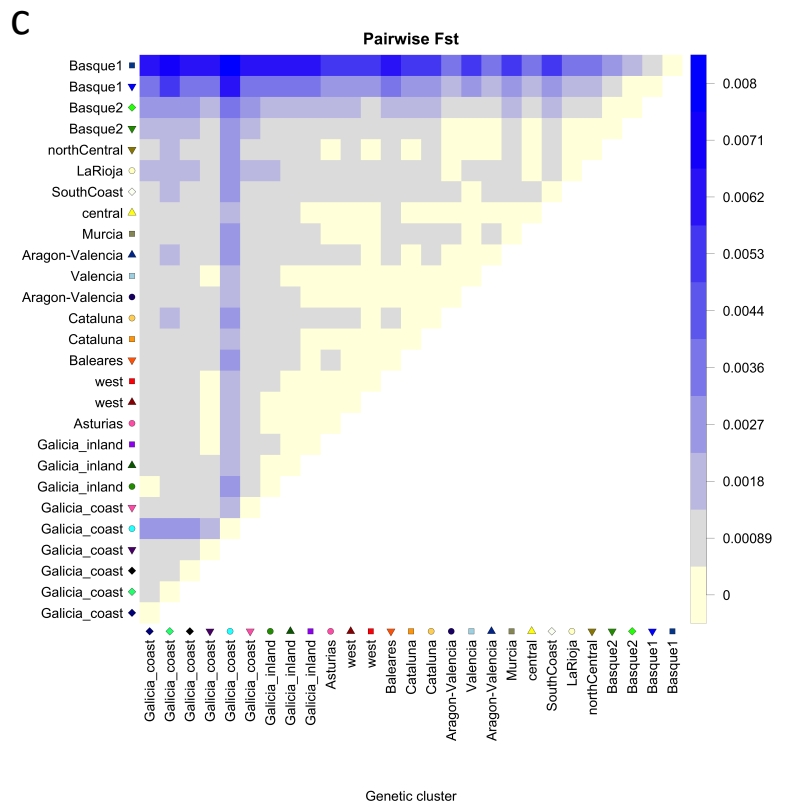 C
Pairwise Fst
Basque1
Basque1
Basque2
Basque2
northCentral
LaRioja
SouthCoast
central
Murcia
Aragon-Valencia
Valencia
Aragon-Valencia
Cataluna
Cataluna
Baleares
west
west
Asturias
Galicia_inland
Galicia_inland
Galicia_inland
Galicia_coast
Galicia_coast
Galicia_coast
Galicia_coast
Galicia_coast
Galicia_coast
0.008
0.0071
0.0062
0.0053
0.0044
0.0036
0.0027
0.0018
0.00089
0
Galicia_coast
Galicia_coast
Galicia_coast
Galicia_coast
Galicia_coast
Galicia_coast
Galicia_inland
Galicia_inland
Galicia_inland
Asturias
west
west
Baleares
Cataluna
Cataluna
Aragon-Valencia
Valencia
Aragon-Valencia
Murcia
central
SouthCoast
LaRioja
northCentral
Basque2
Basque2
Basque1
Basque1
Genetic cluster